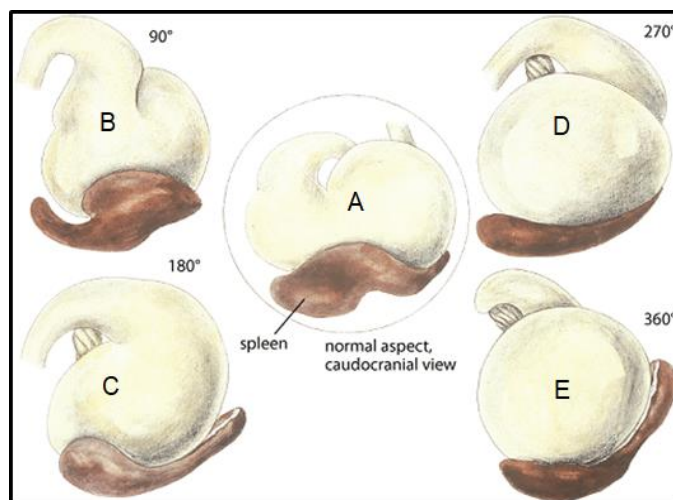 90°
B
180°
C
A
spleen
normal aspect,
caudocranial view
270°
D
360°
E